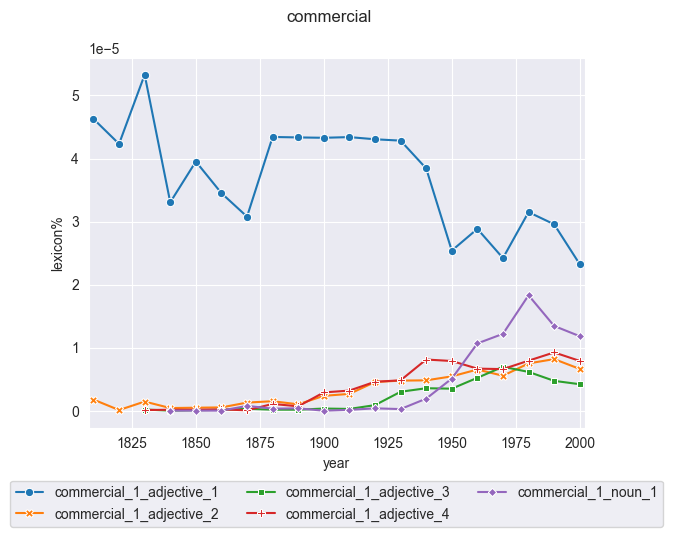 commercial
1e−5
5
4
3
2
1
0
lexicon%
1825 1850 1875 1900 1925 1950 1975 2000
year
commercial_1_adjective_1 commercial_1_adjective_3 commercial_1_noun_1
commercial_1_adjective_2 commercial_1_adjective_4